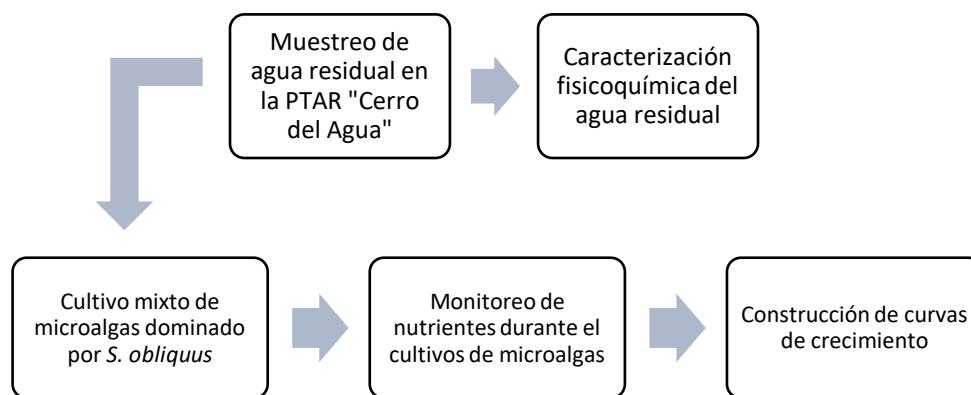 Muestreo de
agua residual en
la PTAR "Cerro
del Agua"
Caracterización
fisicoquímica del
agua residual
Cultivo mixto de
microalgas dominado
por S. obliquus
Monitoreo de
nutrientes durante el
cultivos de microalgas
Construcción de curvas
de crecimiento